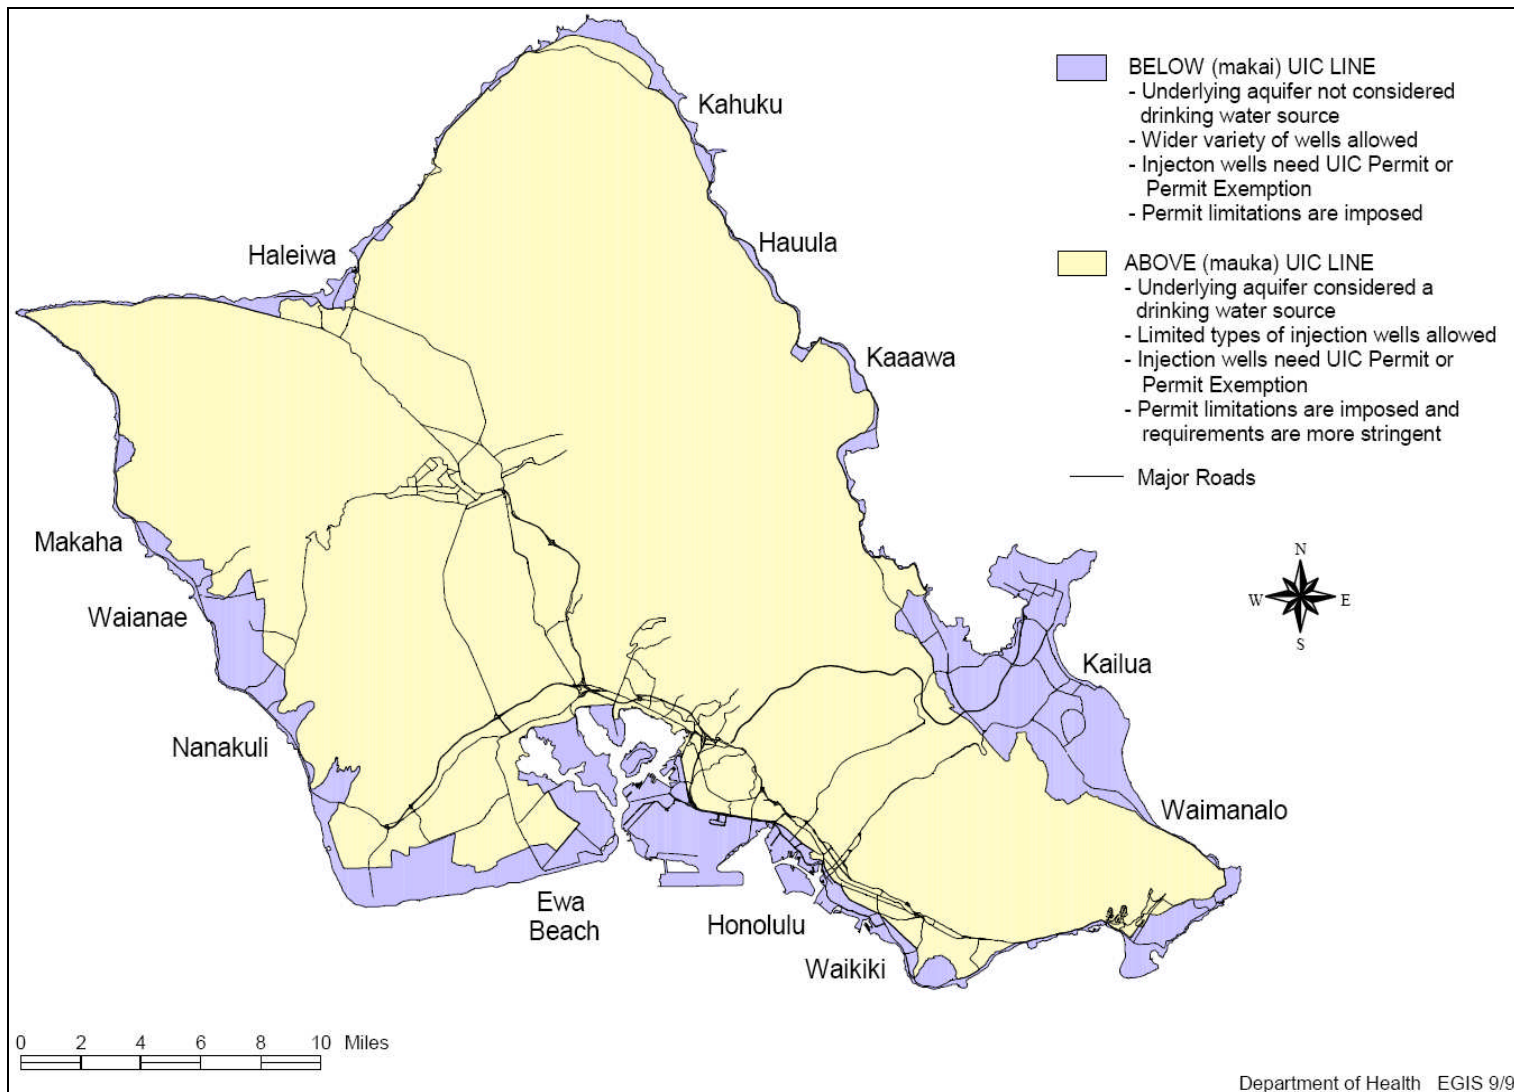 BELOW (makai) UIC LINE
- Underlying aquifer not considered
drinking water source
- Wider variety of wells allowed
- Injecton wells need UIC Permit or
Permit Exemption
- Permit limitations are imposed
ABOVE (mauka) UIC LINE
- Underlying aquifer considered a
drinking water source
- Limited types of injection wells allowed
- Injection wells need UIC Permit or
Permit Exemption
- Permit limitations are imposed and
requirements are more stringent
Major Roads
Kahuku
Hauula
Haleiwa
Kaaawa
Makaha
N
W E
S
Waianae
Kailua
Nanakuli
Waimanalo
Ewa
Beach
Honolulu
Waikiki
0 2 4 6 8 10 Miles
Department of Health EGIS 9/9